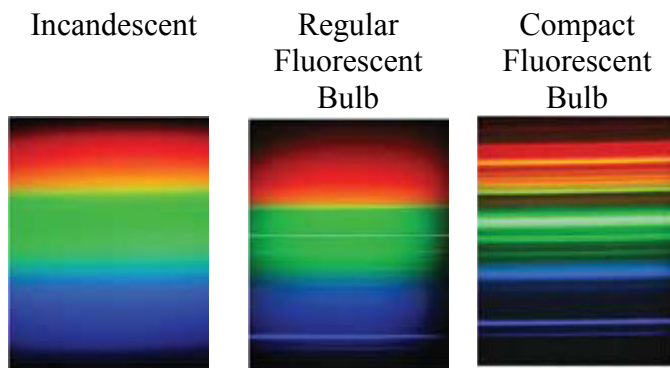 Incandescent
Regular
Fluorescent
Bulb
Compact
Fluorescent
Bulb